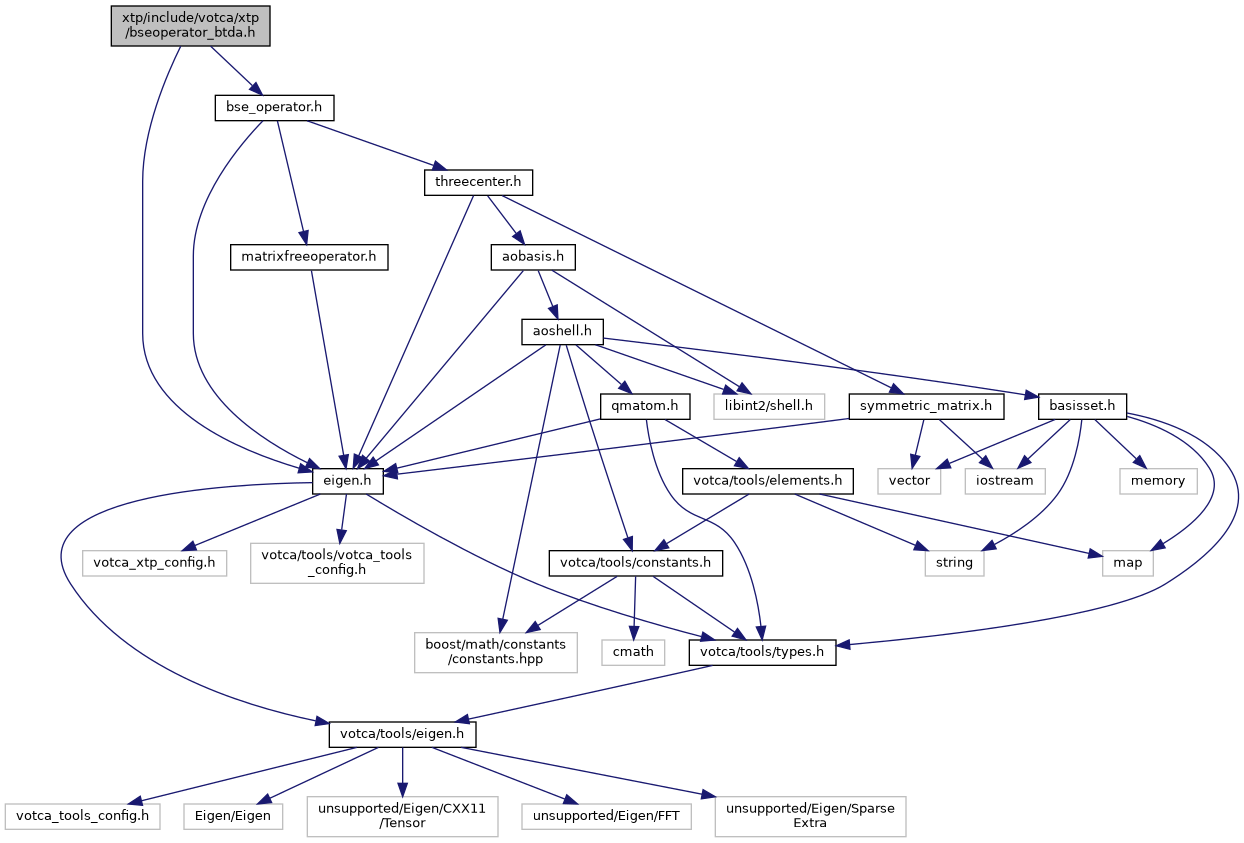 xtp/include/votca/xtp
/bseoperator_btda.h
bse_operator.h
threecenter.h
matrixfreeoperator.h
aobasis.h
aoshell.h
qmatom.h
libint2/shell.h
symmetric_matrix.h
basisset.h
eigen.h
votca/tools/elements.h
vector
iostream
memory
votca_xtp_config.h
votca/tools/votca_tools
_config.h
votca/tools/constants.h
string
map
boost/math/constants
/constants.hpp
cmath
votca/tools/types.h
votca/tools/eigen.h
votca_tools_config.h
Eigen/Eigen
unsupported/Eigen/CXX11
/Tensor
unsupported/Eigen/FFT
unsupported/Eigen/Sparse
Extra